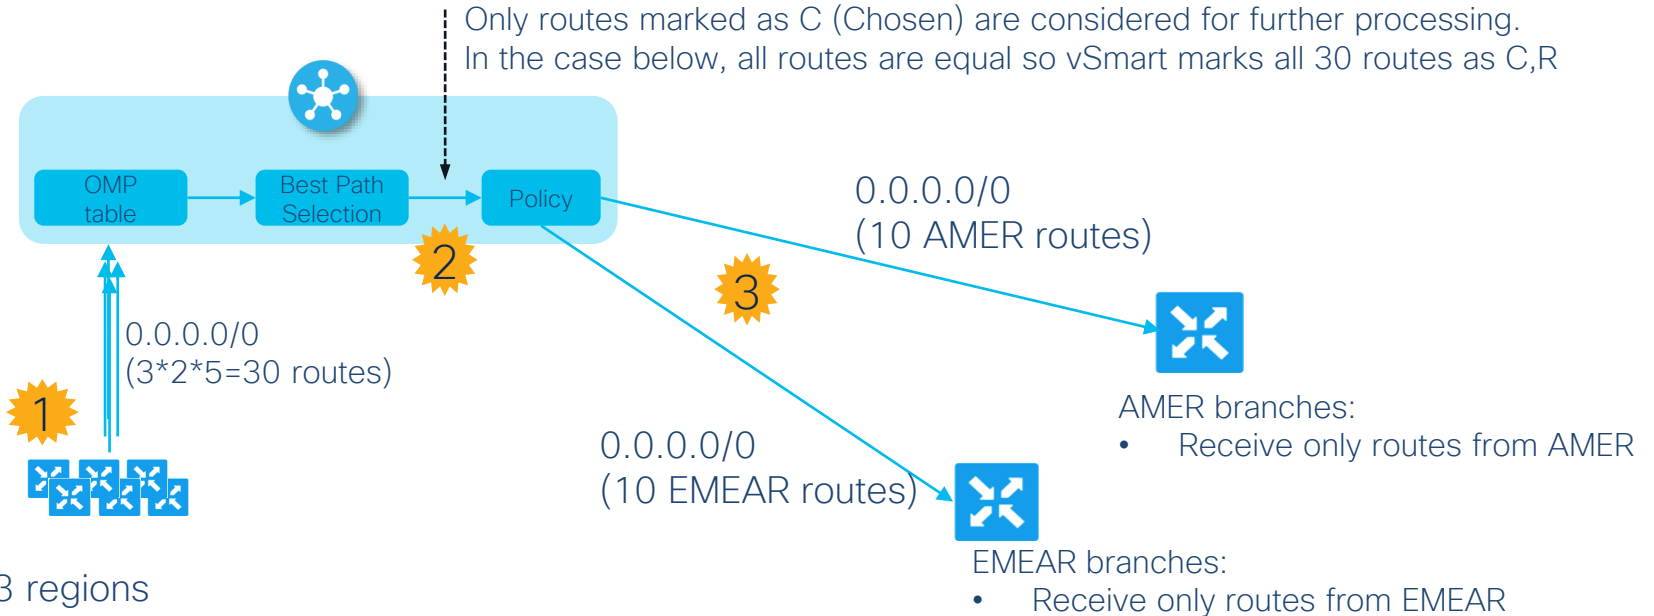 Only routes marked as C (Chosen) are considered for further processing.
In the case below, all routes are equal so vSmart marks all 30 routes as C,R
OMP
table
Best Path
Selection
Policy
0.0.0.0/0
(10 AMER routes)
2
3
0.0.0.0/0
(3*2*5=30 routes)
1
AMER branches:
• Receive only routes from AMER
0.0.0.0/0
(10 EMEAR routes)
EMEAR branches:
• Receive only routes from EMEAR
3 regions